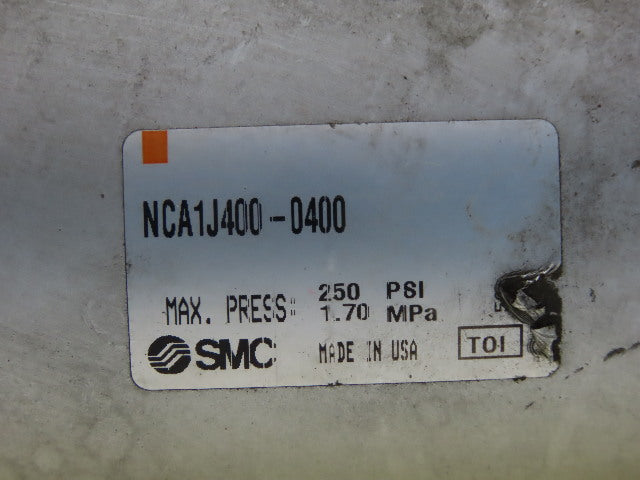 NCA1J400-0400
MAX. PRESS: 250 PSI
1.70 MPa
SMC MADE IN USA TOI